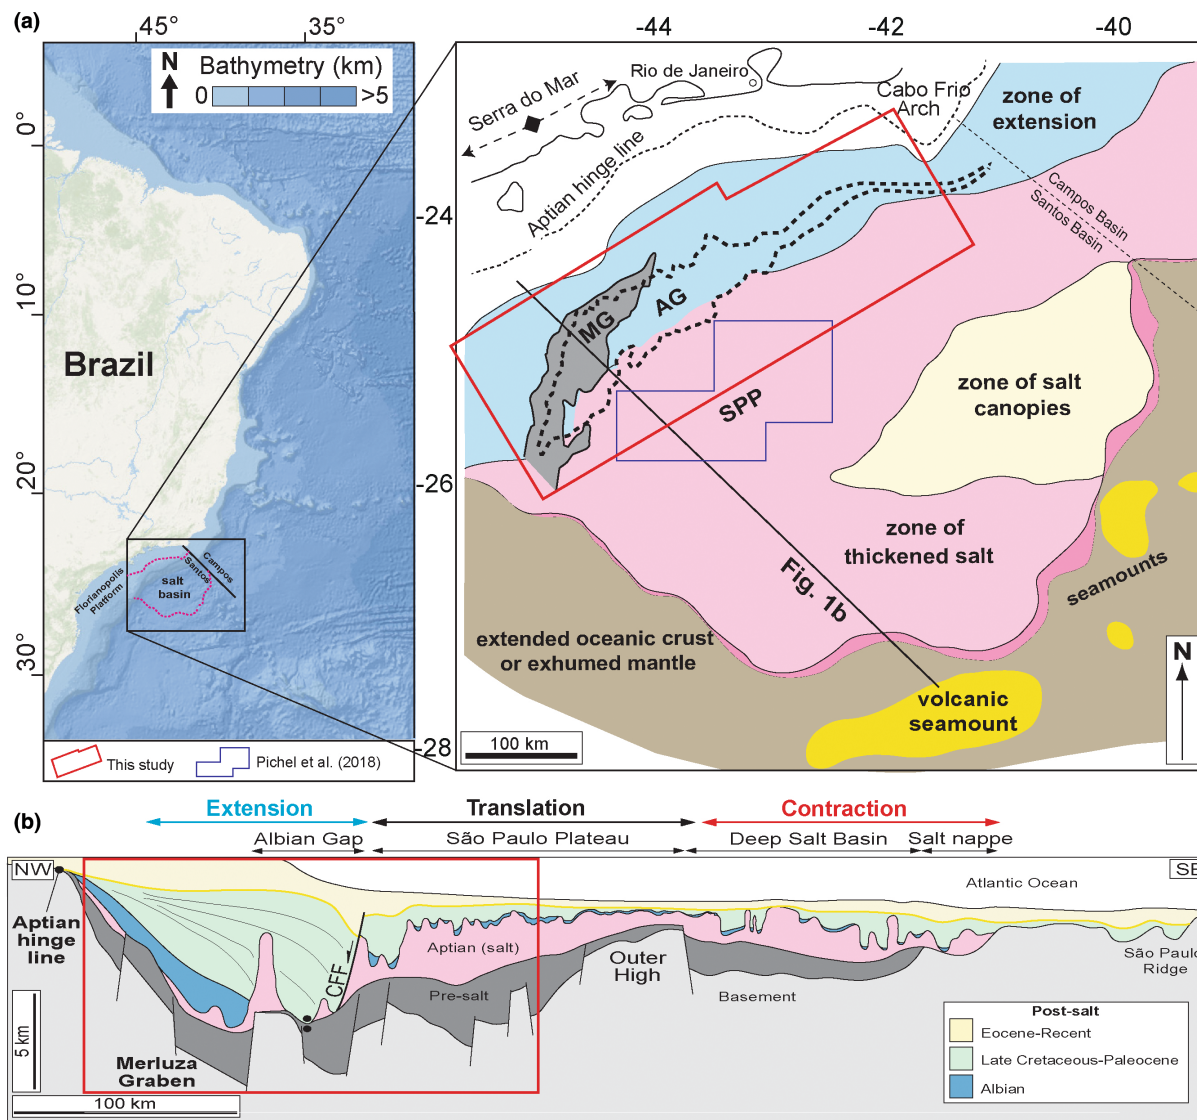 (a)
45°
35°
N
Bathymetry (km)
0
>5
0°
10°
20°
30°
Brazil
Florianopolis
Platform
salt
basin
Santos
Campos
This study
Pichel et al. (2018)
-44
-42
-40
-24
-26
-28
Serra do Mar
Rio de Janeiro
Cabo Frio
Arch
Aptian hinge line
zone of
extension
Campos Basin
Santos Basin
MG
AG
SPP
zone of salt
canopies
zone of
thickened salt
Fig. 1b
seamounts
extended oceanic crust
or exhumed mantle
volcanic
seamount
100 km
N
(b)
Extension
Translation
Contraction
Albian Gap
São Paulo Plateau
Deep Salt Basin
Salt nappe
NW
SE
Atlantic Ocean
Aptian
hinge
line
CFF
Aptian (salt)
Pre-salt
Outer
High
Basement
São Paulo
Ridge
Merluza
Graben
5 km
100 km
Post-salt
Eocene-Recent
Late Cretaceous-Paleocene
Albian